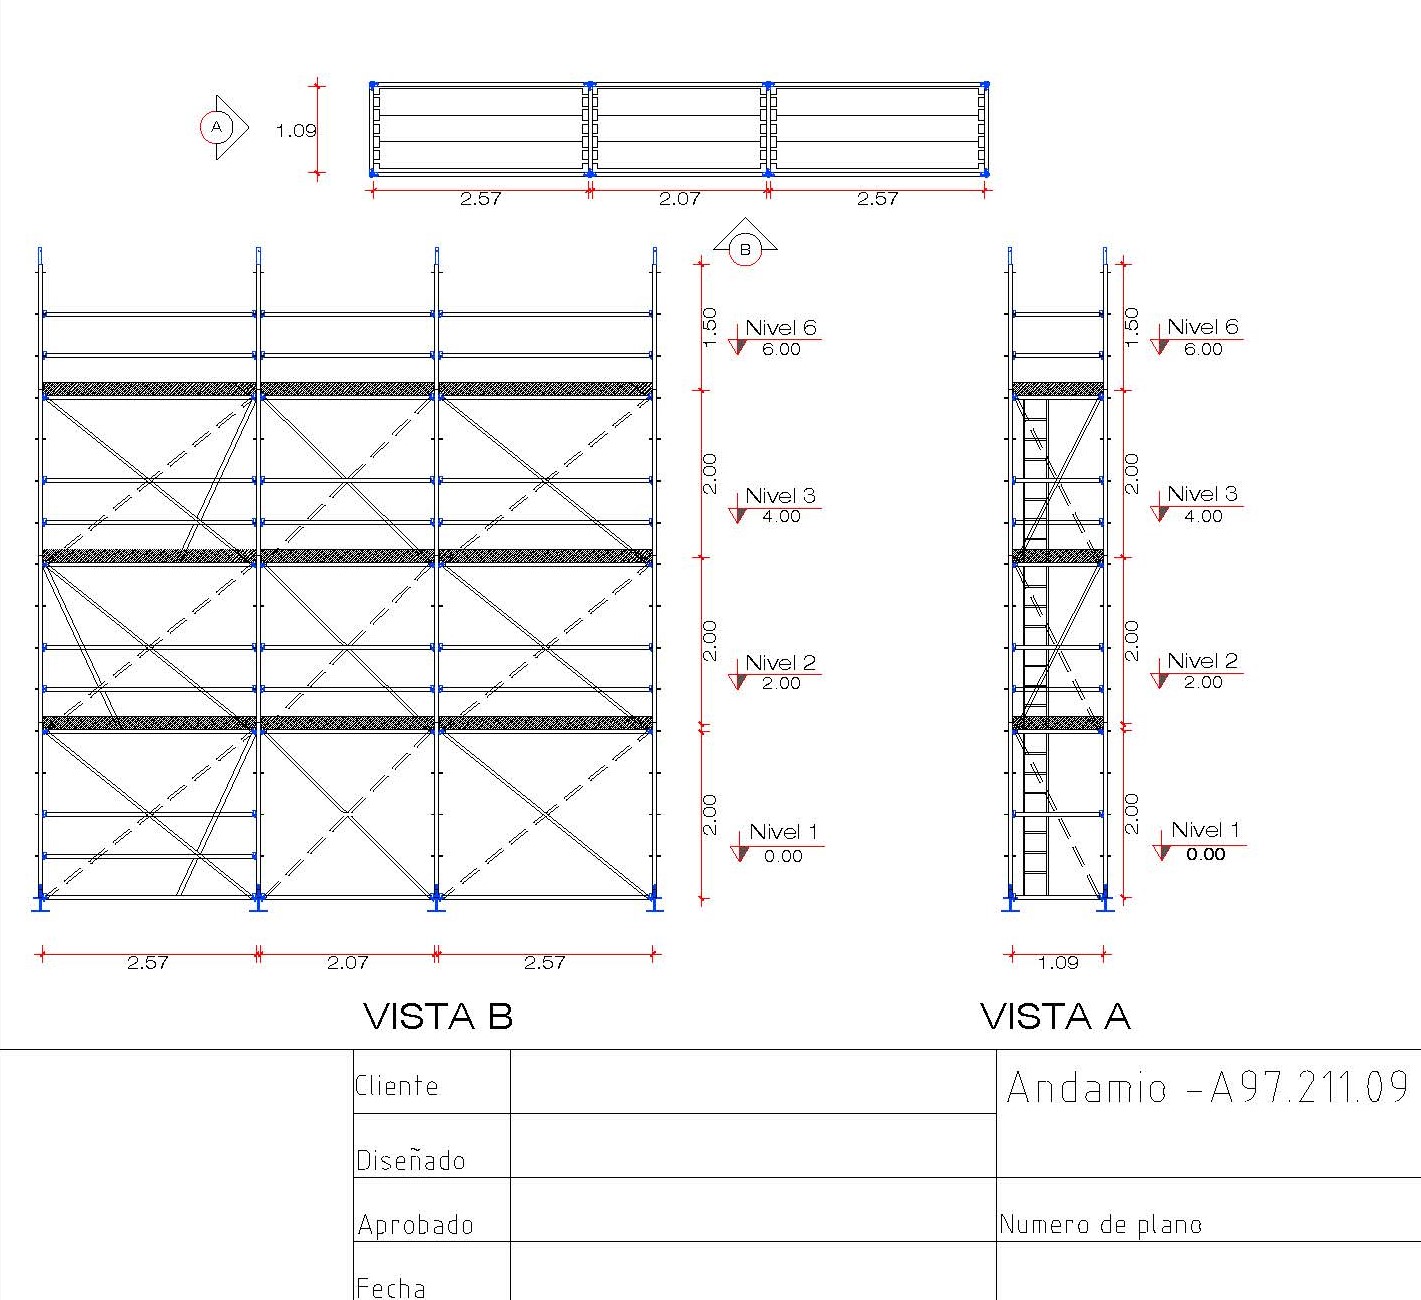 A
1.09
2.57
2.07
2.57
B
1.50
Nivel 6
6.00
2.00
Nivel 3
4.00
2.00
Nivel 2
2.00
2.00
Nivel 1
0.00
2.57
2.07
2.57
VISTA B
1.50
Nivel 6
6.00
2.00
Nivel 3
4.00
2.00
Nivel 2
2.00
2.00
Nivel 1
0.00
1.09
VISTA A
Cliente
Andamio -A97.211.09
Diseñado
Aprobado
Numero de plano
Fecha